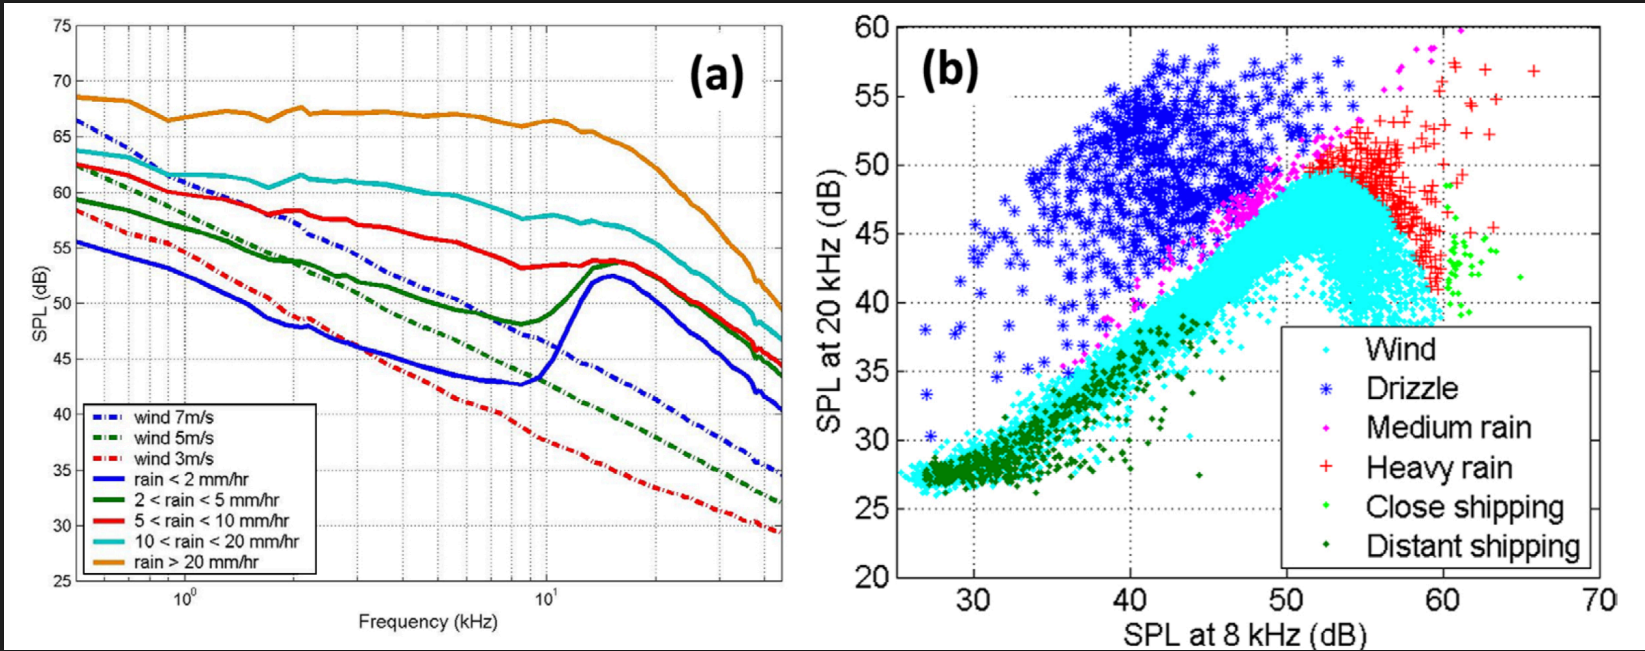 (a)
75
70
65
60
55
50
45
40
35
30
25
SPL (dB)
wind 7m/s
wind 5m/s
wind 3m/s
rain < 2 mm/hr
2 < rain < 5 mm/hr
5 < rain < 10 mm/hr
10 < rain < 20 mm/hr
rain > 20 mm/hr
10⁰
10¹
Frequency (kHz)
(b)
60
55
50
45
40
35
30
25
20
SPL at 20 kHz (dB)
Wind
Drizzle
Medium rain
Heavy rain
Close shipping
Distant shipping
30
40
50
60
70
SPL at 8 kHz (dB)